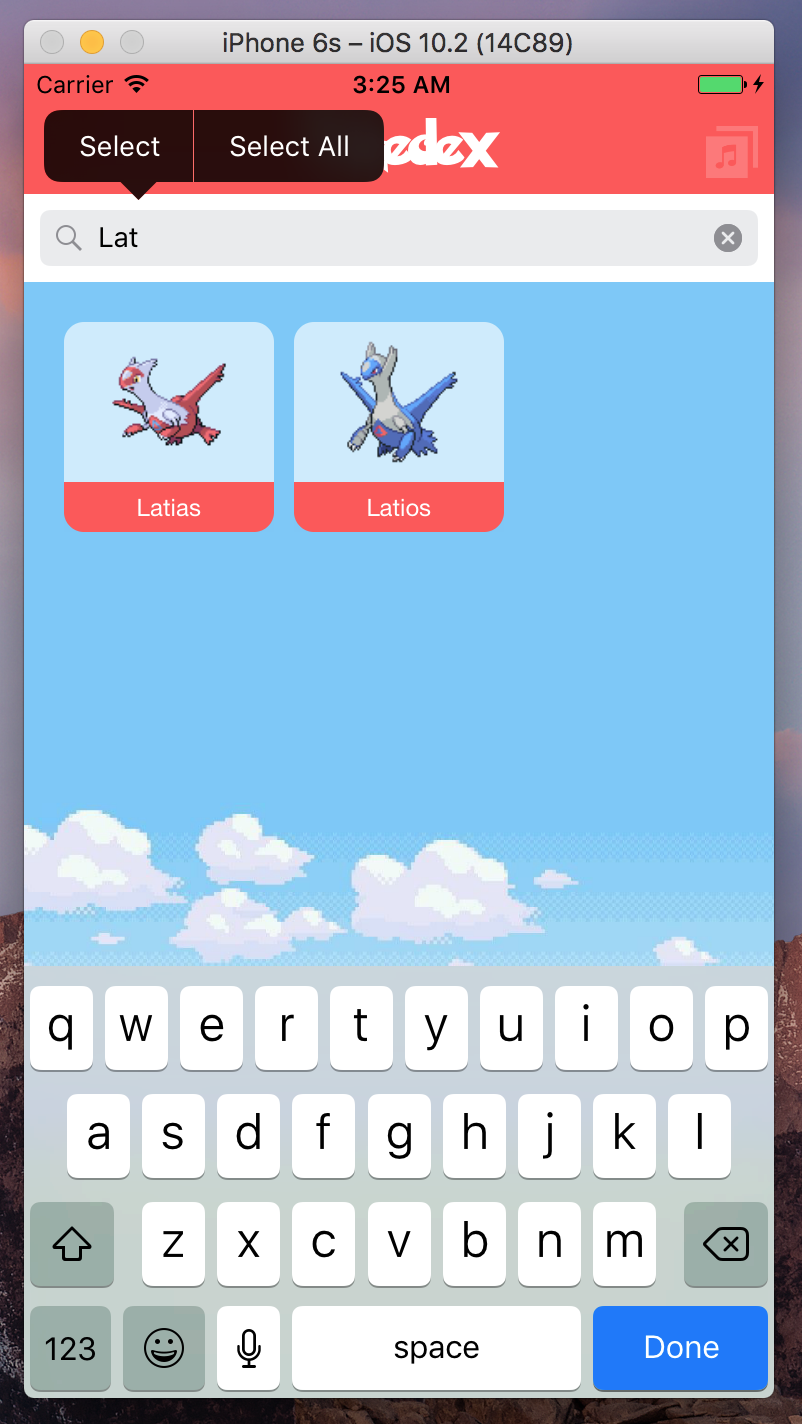 iPhone 6s – iOS 10.2 (14C89)
Carrier 3:25 AM
Select Select All edex
Lat
Latias Latios
q w e r t y u i o p
a s d f g h j k l
z x c v b n m
123 space Done